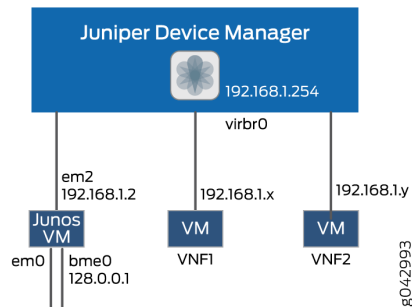 Juniper Device Manager
192.168.1.254
virbr0
em2
192.168.1.2
192.168.1.x
192.168.1.y
Junos
VM
VM
VM
em0
bme0
128.0.0.1
VNF1
VNF2
g042993